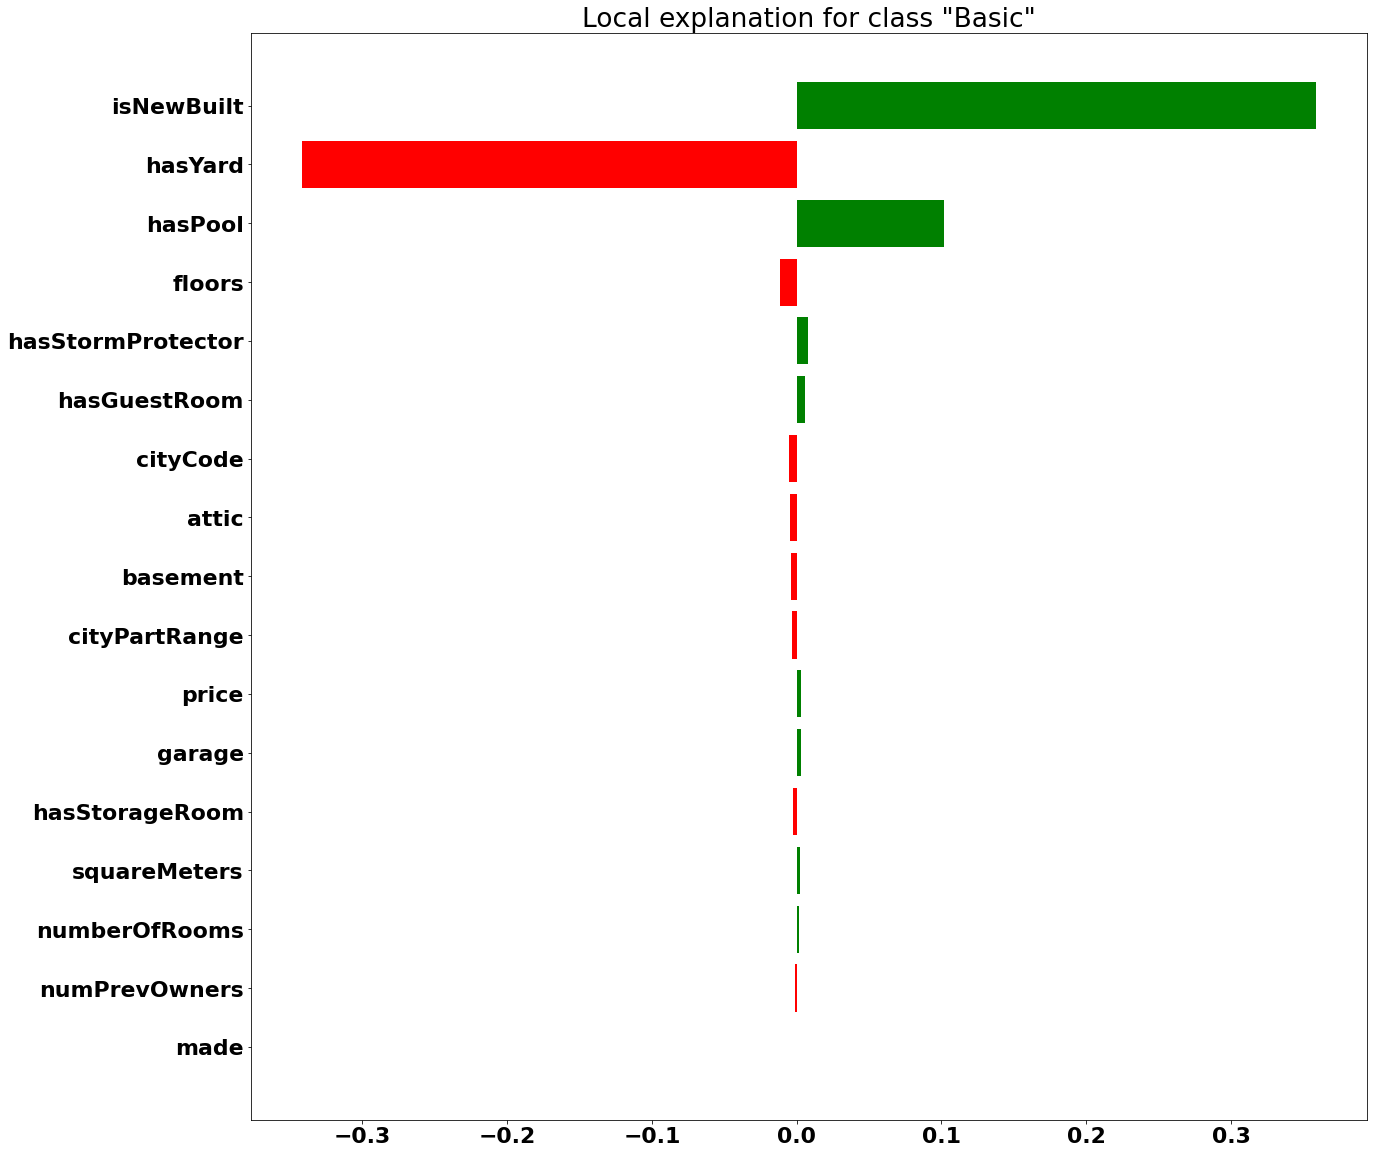 Local explanation for class "Basic"
isNewBuilt
hasYard
hasPool
floors
hasStormProtector
hasGuestRoom
cityCode
attic
basement
cityPartRange
price
garage
hasStorageRoom
squareMeters
numberOfRooms
numPrevOwners
made
−0.3 −0.2 −0.1 0.0 0.1 0.2 0.3